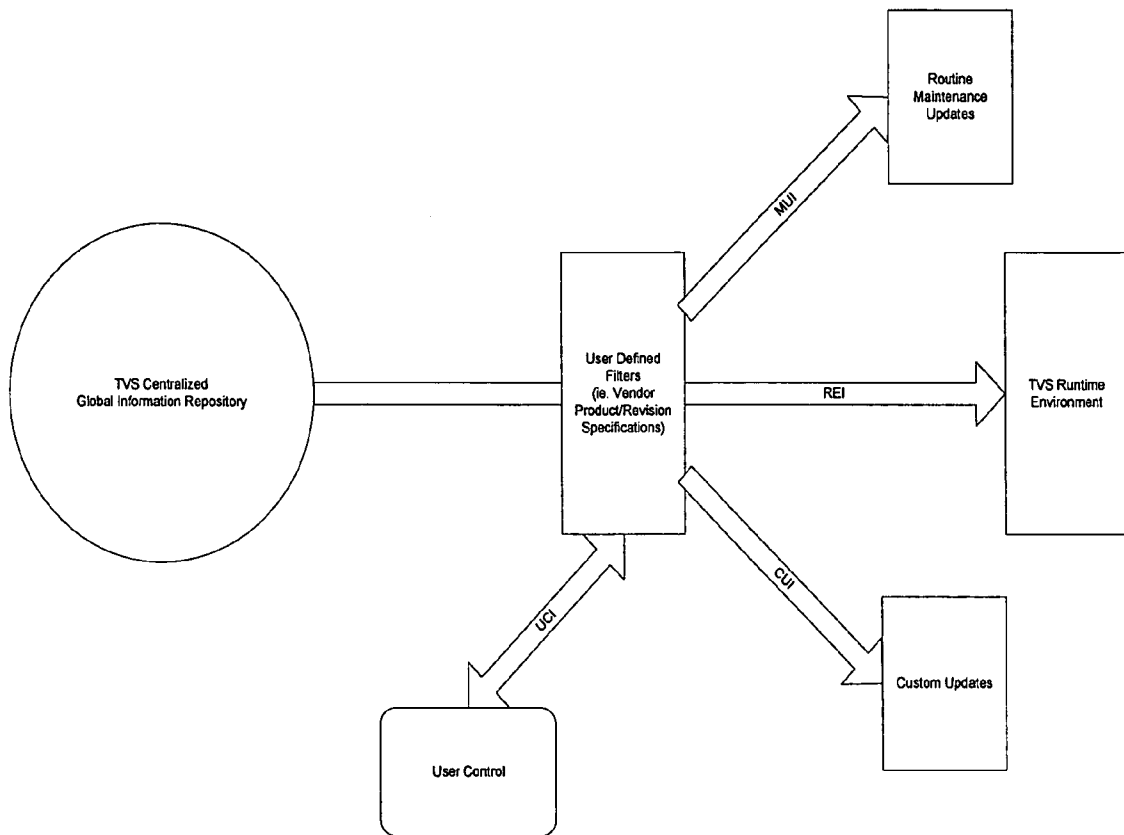 Routine
Maintenance
Updates
MUI
TVS Centralized
Global Information Repository
User Defined
Filters
(ie. Vendor
Product/Revision
Specifications)
REI
TVS Runtime
Environment
CUI
UCI
Custom Updates
User Control